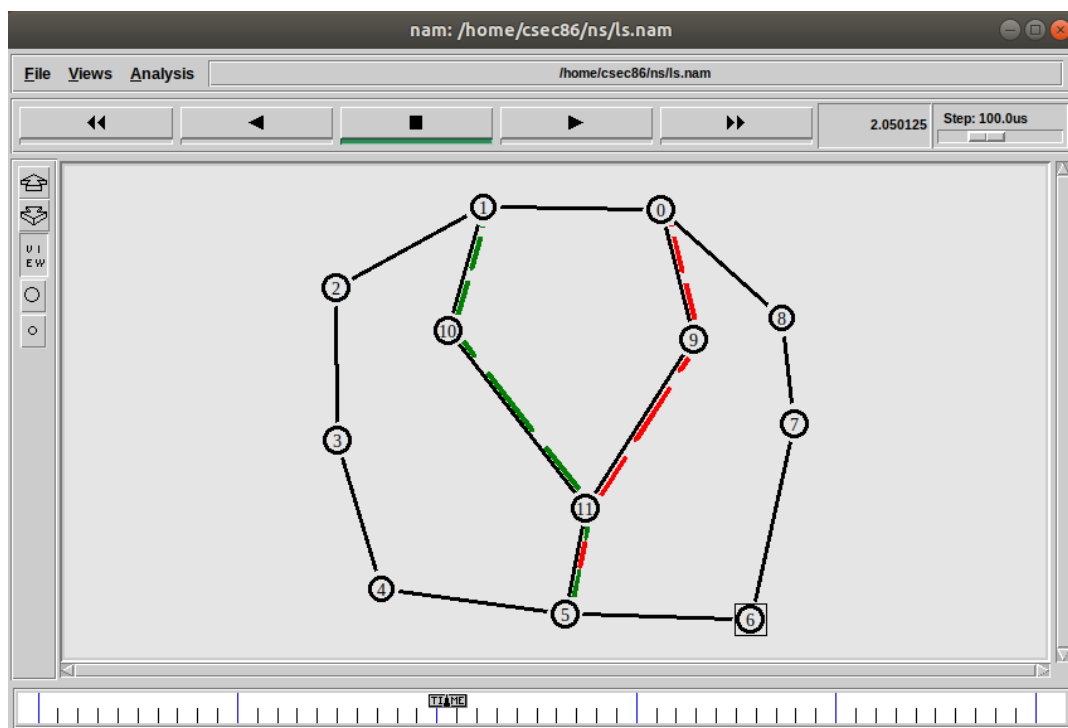 nam: /home/csec86/ns/ls.nam
File Views Analysis /home/csec86/ns/ls.nam
2.050125 Step: 100.0us
V I
E W
1 0
2
8
10
9
7
3
11
4
5
6
TIME